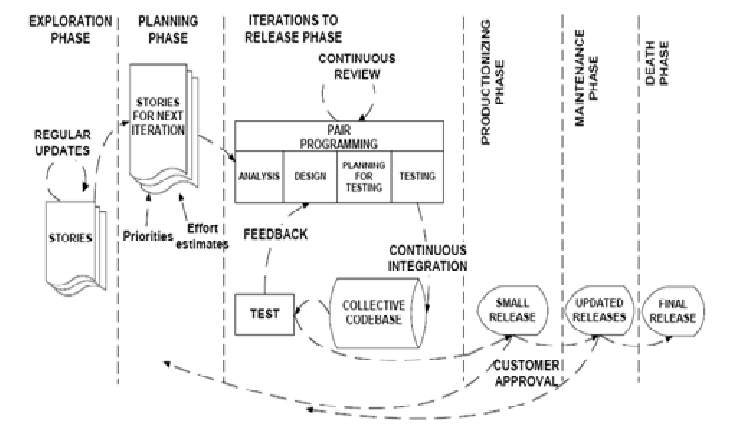 EXPLORATION
PHASE
PLANNING
PHASE
ITERATIONS TO
RELEASE PHASE
PRODUCTIONIZING
PHASE
MAINTENANCE
PHASE
DEATH
PHASE
CONTINUOUS
REVIEW
STORIES
FOR NEXT
ITERATION
REGULAR
UPDATES
PAIR
PROGRAMMING
ANALYSIS
DESIGN
PLANNING
FOR
TESTING
TESTING
STORIES
Priorities
Effort
estimates
FEEDBACK
CONTINUOUS
INTEGRATION
TEST
COLLECTIVE
CODEBASE
SMALL
RELEASE
UPDATED
RELEASES
FINAL
RELEASE
CUSTOMER
APPROVAL